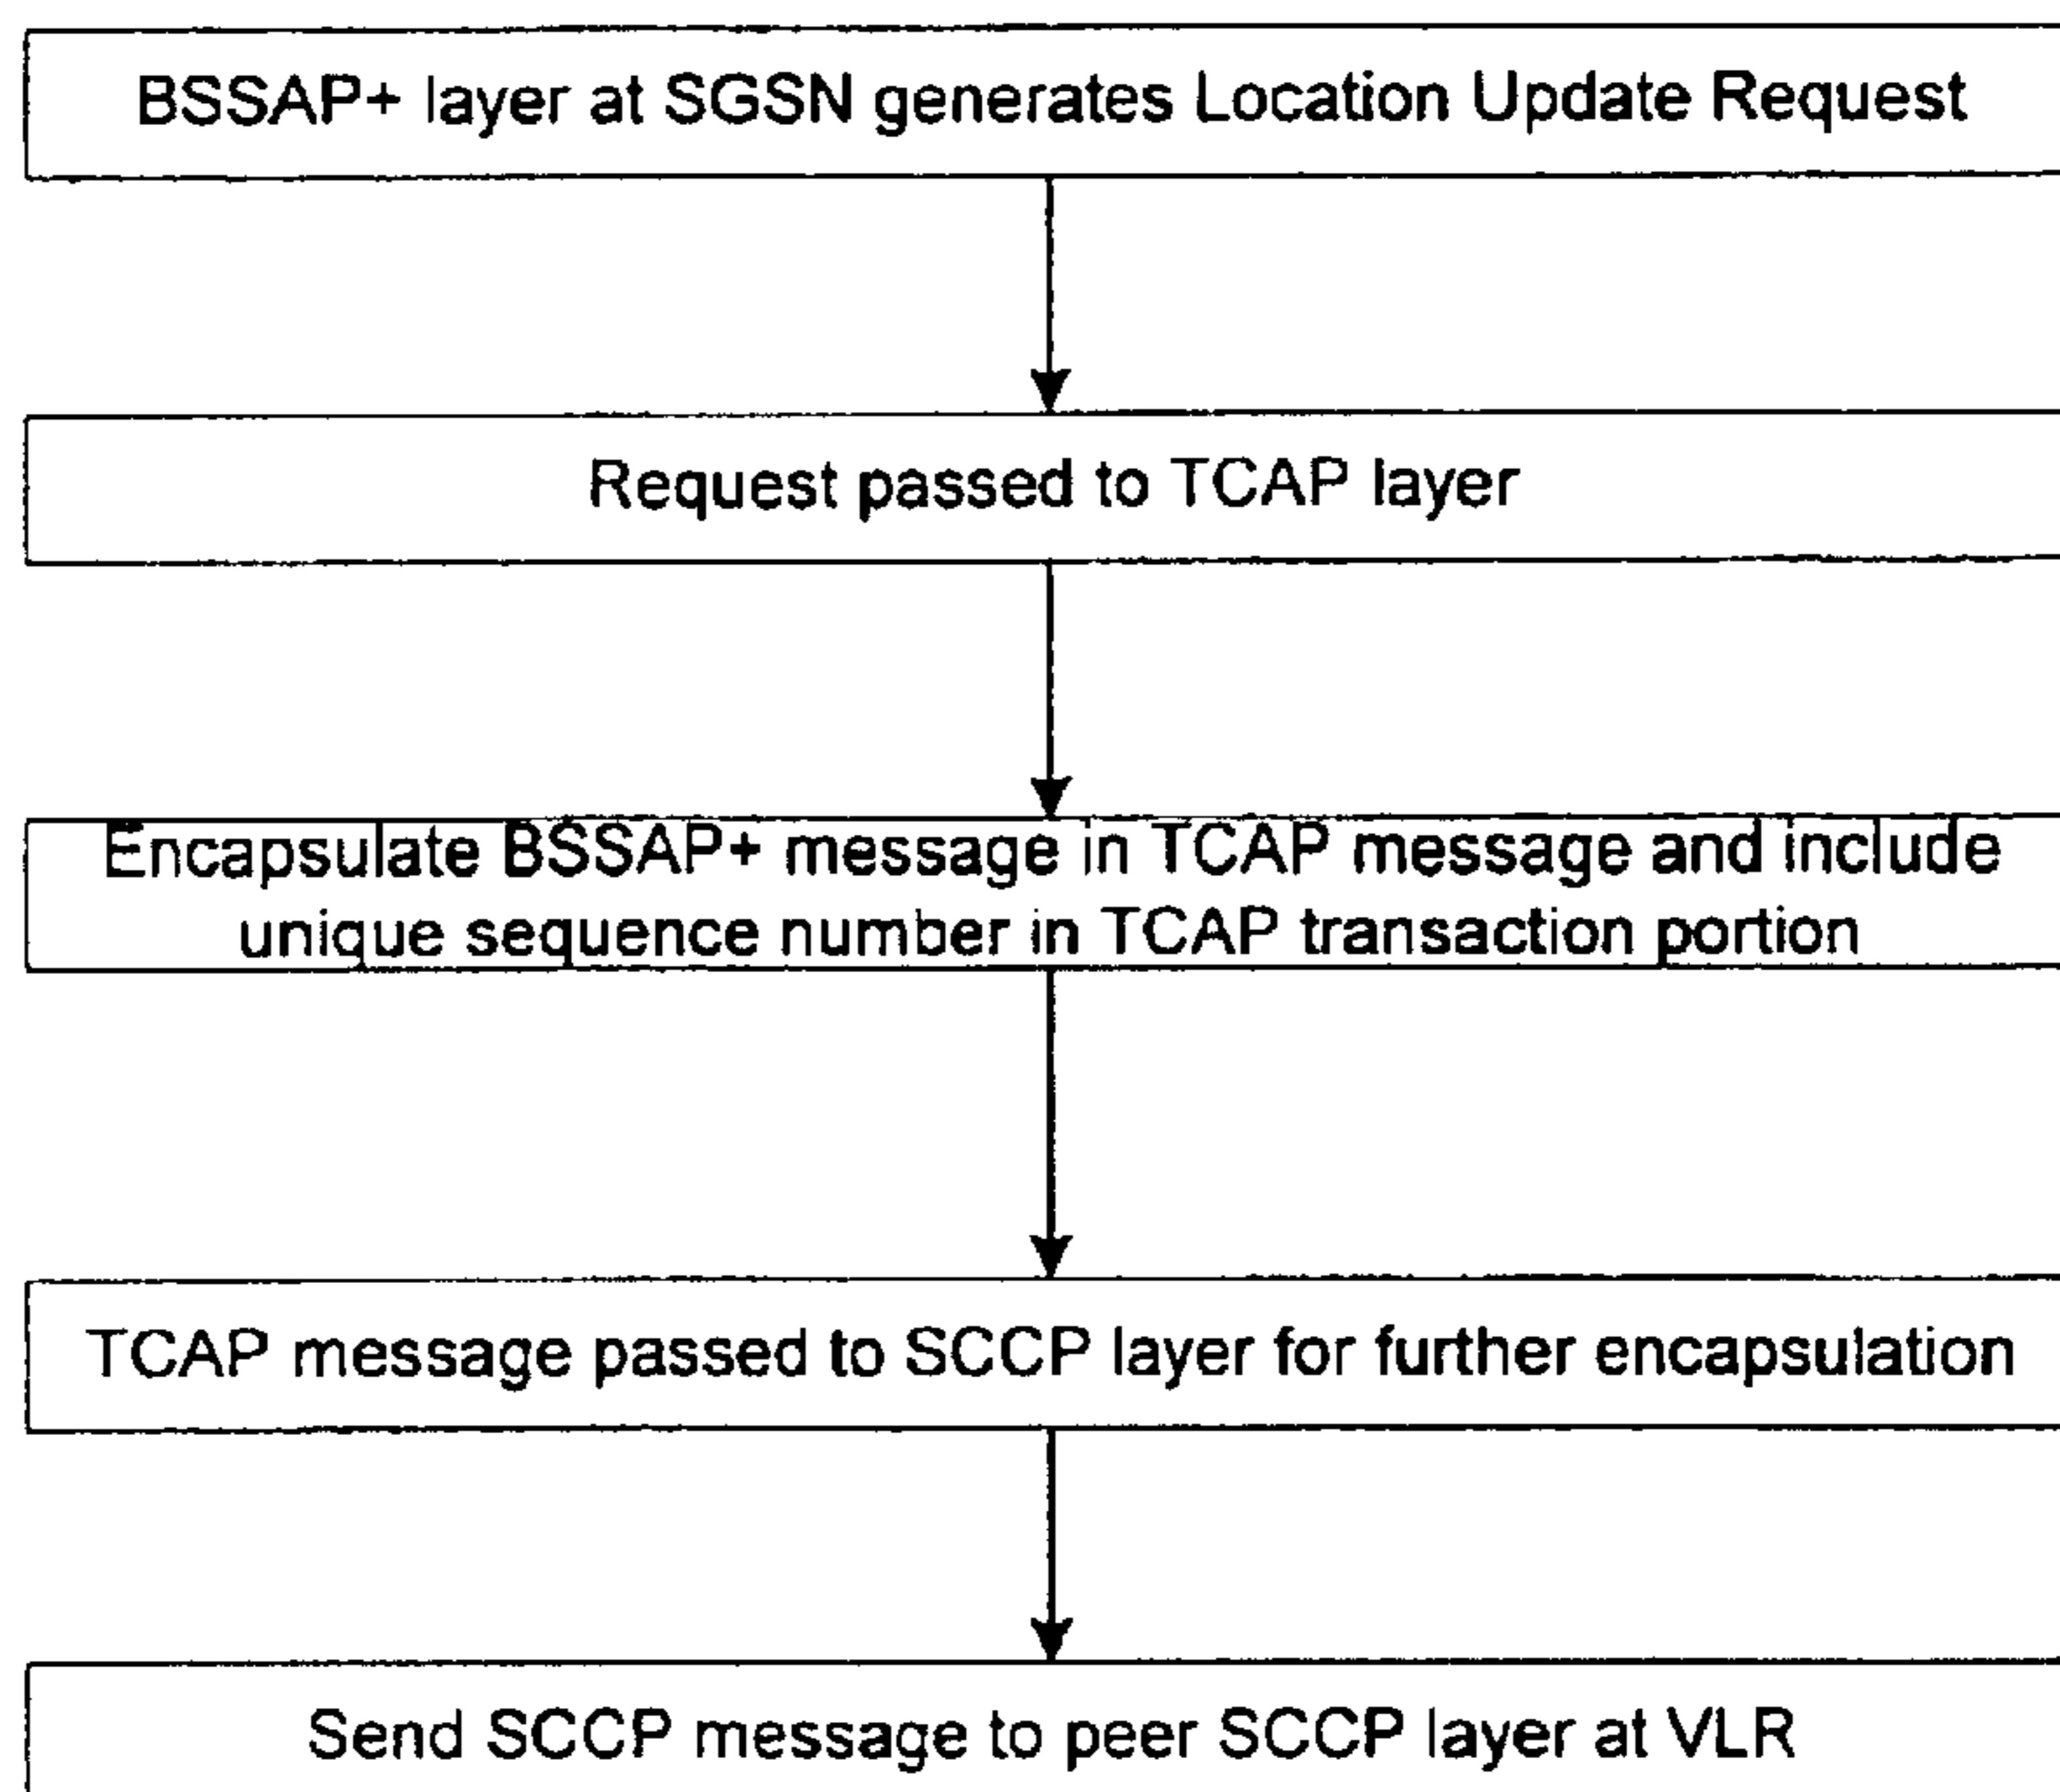 BSSAP+ layer at SGSN generates Location Update Request
Request passed to TCAP layer
Encapsulate BSSAP+ message in TCAP message and include
unique sequence number in TCAP transaction portion
TCAP message passed to SCCP layer for further encapsulation
Send SCCP message to peer SCCP layer at VLR